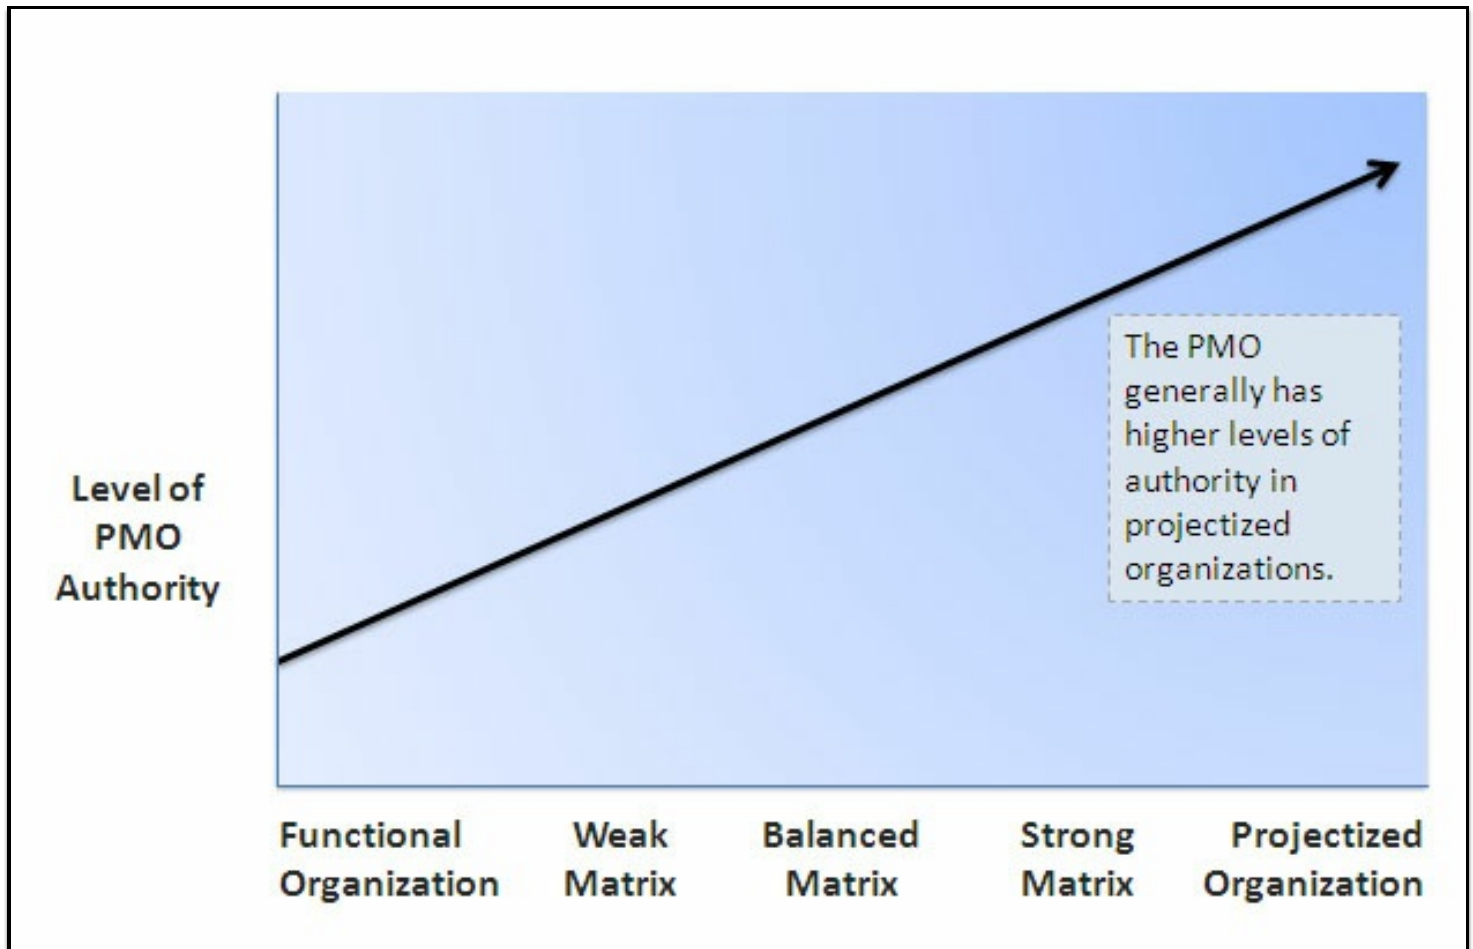 The PMO
generally has
higher levels of
authority in
projectized
organizations.
Level of
PMO
Authority
Functional
Organization
Weak
Matrix
Balanced
Matrix
Strong
Matrix
Projectized
Organization